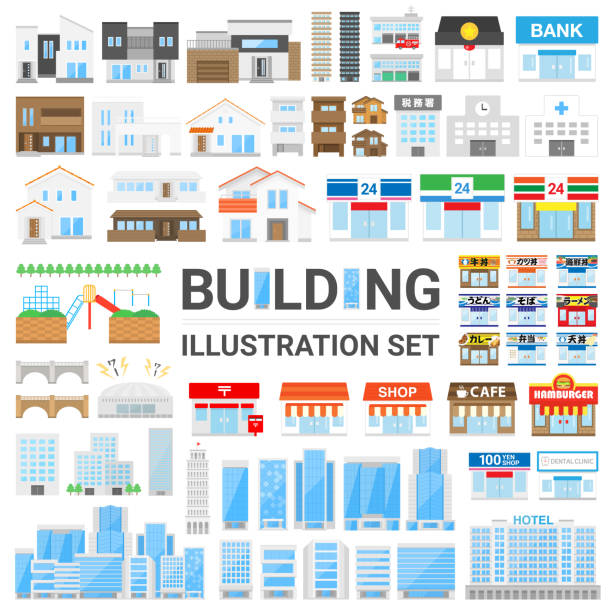 BANK
税務署
24
24
24
BUILDING
ILLUSTRATION SET
牛丼
カツ丼
海鮮丼
うどん
そば
ラーメン
カレー
弁当
天丼
〒
SHOP
CAFE
HAMBURGER
100 YEN
SHOP
DENTAL CLINIC
HOTEL